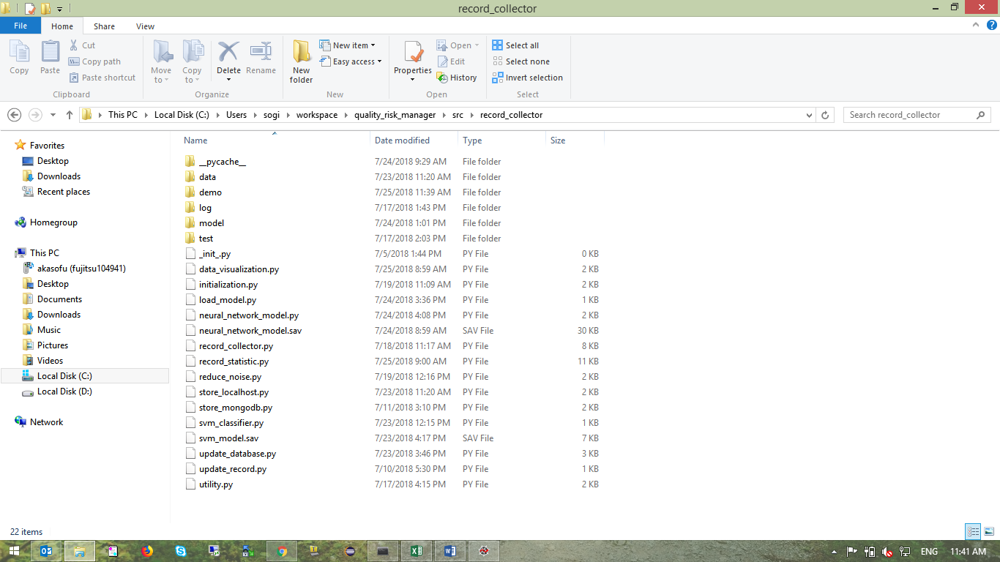 record_collector
File Home Share View
Copy Paste Cut Copy path Paste shortcut Move to Copy to Delete Rename New folder New item Easy access Properties Open Edit History Select all Select none Invert selection
Clipboard Organize New Open Select
This PC Local Disk (C:) Users sogi workspace quality_risk_manager src record_collector Search record_collector
Favorites
Desktop
Downloads
Recent places
Homegroup
This PC
akasofu (fujitsu104941)
Desktop
Documents
Downloads
Music
Pictures
Videos
Local Disk (C:)
Local Disk (D:)
Network
Name Date modified Type Size
__pycache__ 7/24/2018 9:29 AM File folder
data 7/23/2018 11:20 AM File folder
demo 7/25/2018 11:39 AM File folder
log 7/17/2018 1:43 PM File folder
model 7/24/2018 1:01 PM File folder
test 7/17/2018 2:03 PM File folder
_init_.py 7/5/2018 1:44 PM PY File 0 KB
data_visualization.py 7/25/2018 8:59 AM PY File 2 KB
initialization.py 7/19/2018 11:09 AM PY File 2 KB
load_model.py 7/24/2018 3:36 PM PY File 1 KB
neural_network_model.py 7/24/2018 4:08 PM PY File 2 KB
neural_network_model.sav 7/24/2018 8:59 AM SAV File 30 KB
record_collector.py 7/18/2018 11:17 AM PY File 8 KB
record_statistic.py 7/25/2018 9:00 AM PY File 11 KB
reduce_noise.py 7/19/2018 12:16 PM PY File 2 KB
store_localhost.py 7/23/2018 11:20 AM PY File 2 KB
store_mongodb.py 7/11/2018 3:10 PM PY File 2 KB
svm_classifier.py 7/23/2018 12:15 PM PY File 1 KB
svm_model.sav 7/23/2018 4:17 PM SAV File 7 KB
update_database.py 7/23/2018 3:46 PM PY File 3 KB
update_record.py 7/10/2018 5:30 PM PY File 1 KB
utility.py 7/17/2018 4:15 PM PY File 2 KB
22 items
ENG 11:41 AM